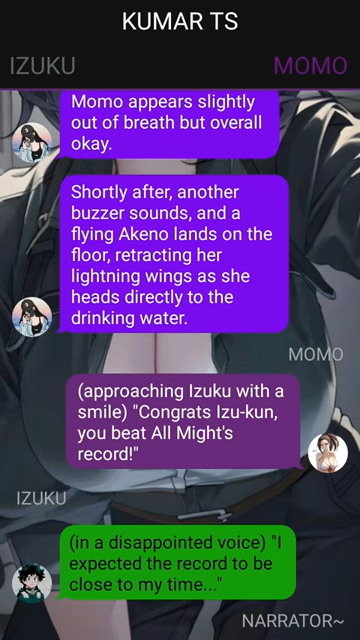 KUMAR TS
IZUKU
MOMO
Momo appears slightly
out of breath but overall
okay.
Shortly after, another
buzzer sounds, and a
flying Akeno lands on the
floor, retracting her
lightning wings as she
heads directly to the
drinking water.
MOMO
(approaching Izuku with a
smile) "Congrats Izu-kun,
you beat All Might's
record!"
IZUKU
(in a disappointed voice) "I
expected the record to be
close to my time..."
NARRATOR~